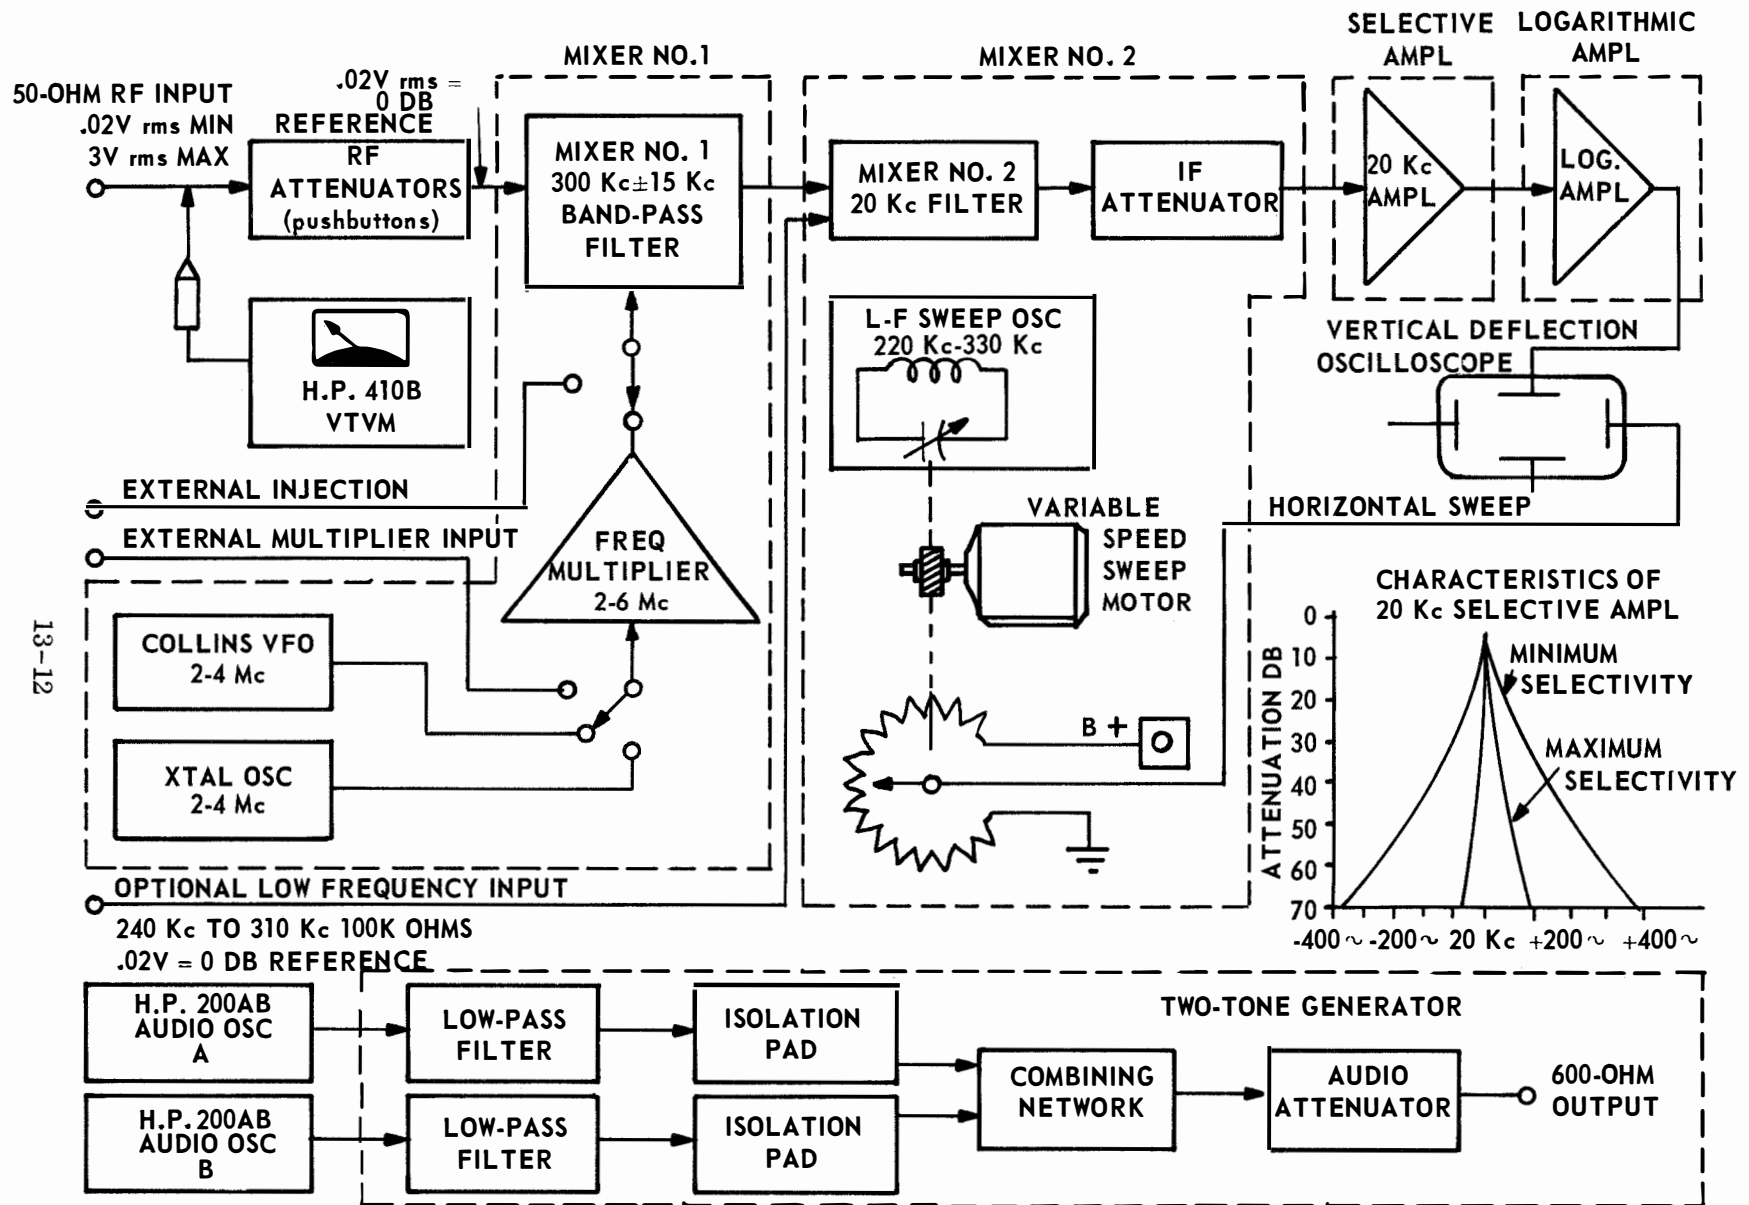 SELECTIVE
AMPL
LOGARITHMIC
AMPL
MIXER NO.1
MIXER NO. 2
50-OHM RF INPUT
.02V rms MIN
3V rms MAX
.02V rms =
0 DB
REFERENCE
RF
ATTENUATORS
(pushbuttons)
MIXER NO. 1
300 Kc±15 Kc
BAND-PASS
FILTER
MIXER NO. 2
20 Kc FILTER
IF
ATTENUATOR
20 Kc
AMPL
LOG.
AMPL
H.P. 410B
VTVM
L-F SWEEP OSC
220 Kc-330 Kc
VERTICAL DEFLECTION
OSCILLOSCOPE
EXTERNAL INJECTION
EXTERNAL MULTIPLIER INPUT
FREQ
MULTIPLIER
2-6 Mc
VARIABLE
SPEED
SWEEP
MOTOR
HORIZONTAL SWEEP
COLLINS VFO
2-4 Mc
XTAL OSC
2-4 Mc
B +
CHARACTERISTICS OF
20 Kc SELECTIVE AMPL
ATTENUATION DB
0
10
20
30
40
50
60
70
MINIMUM
SELECTIVITY
MAXIMUM
SELECTIVITY
-400 ~ -200 ~ 20 Kc +200 ~ +400 ~
13-12
OPTIONAL LOW FREQUENCY INPUT
240 Kc TO 310 Kc 100K OHMS
.02V = 0 DB REFERENCE
H.P. 200AB
AUDIO OSC
A
LOW-PASS
FILTER
ISOLATION
PAD
TWO-TONE GENERATOR
H.P. 200AB
AUDIO OSC
B
LOW-PASS
FILTER
ISOLATION
PAD
COMBINING
NETWORK
AUDIO
ATTENUATOR
600-OHM
OUTPUT